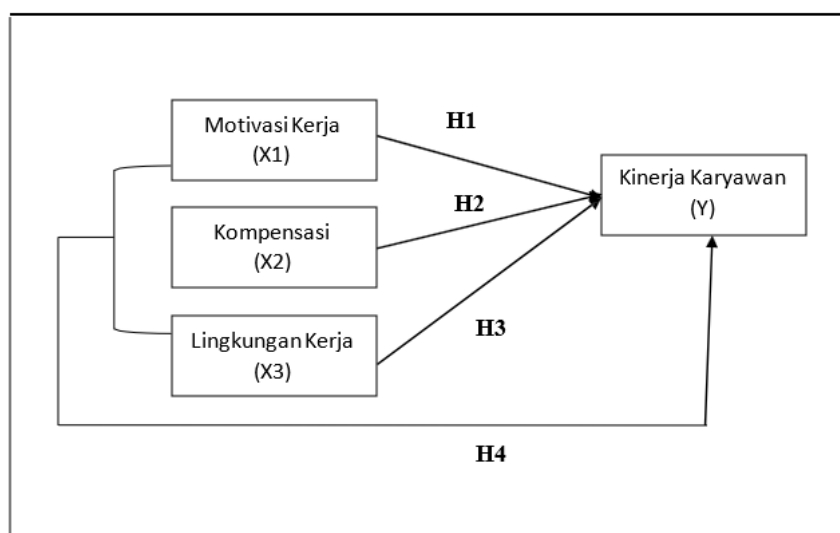 Motivasi Kerja
(X1)
H1
Kinerja Karyawan
(Y)
H2
Kompensasi
(X2)
H3
Lingkungan Kerja
(X3)
H4